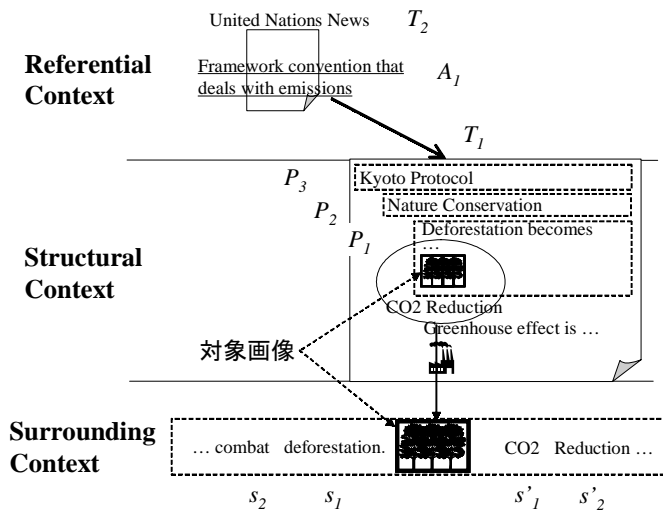 United Nations News T2
Referential
Context
Framework convention that
deals with emissions
A1
T1
P3 Kyoto Protocol
P2 Nature Conservation
P1 Deforestation becomes
…
Structural
Context
CO2 Reduction
Greenhouse effect is …
対象画像
Surrounding
Context
… combat deforestation. CO2 Reduction …
s2 s1 s'1 s'2